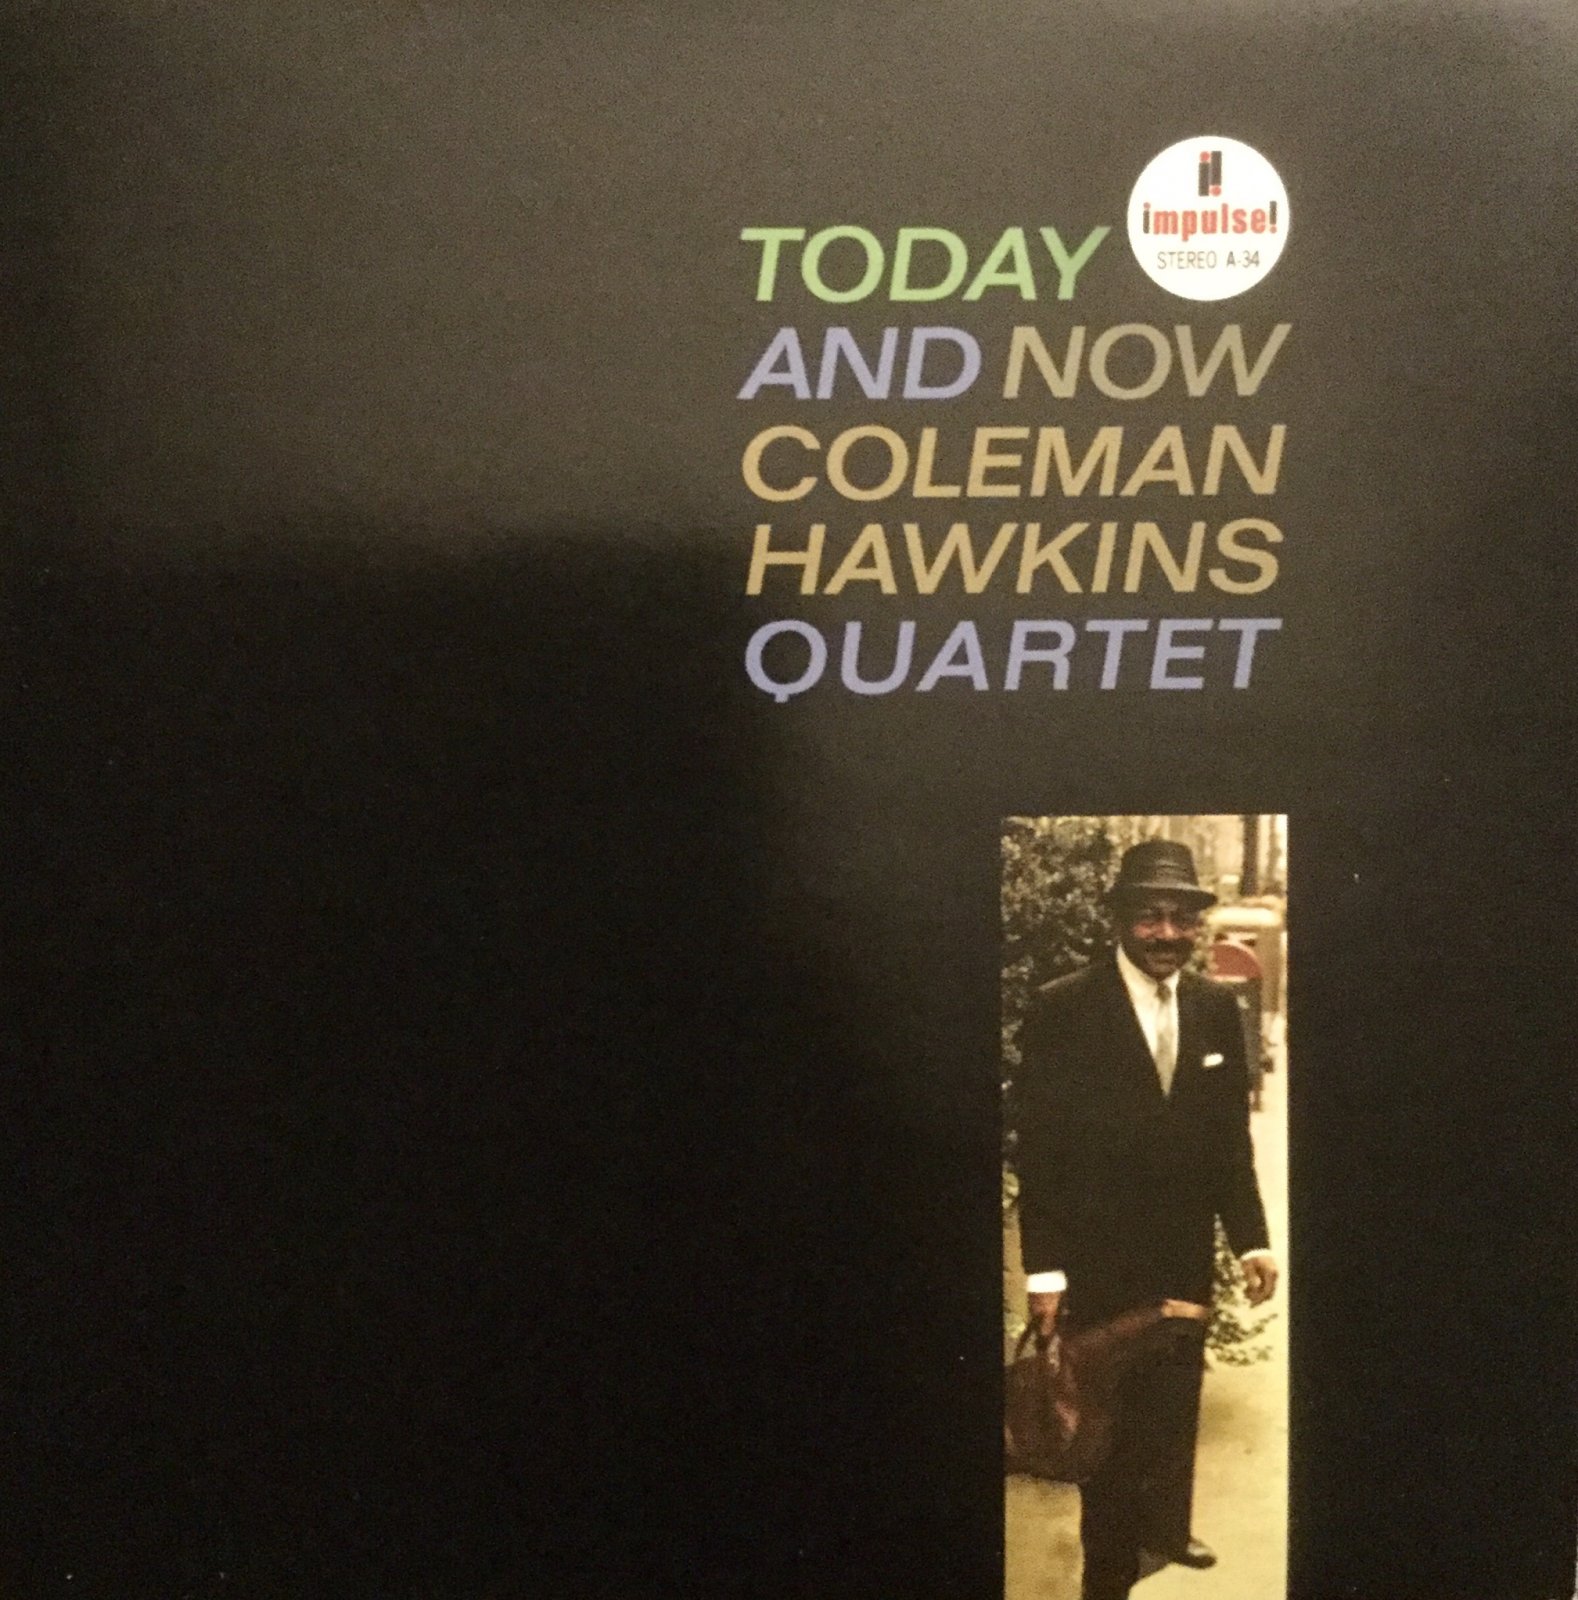 TODAY
impulse!
STEREO A-34
AND NOW
COLEMAN
HAWKINS
QUARTET